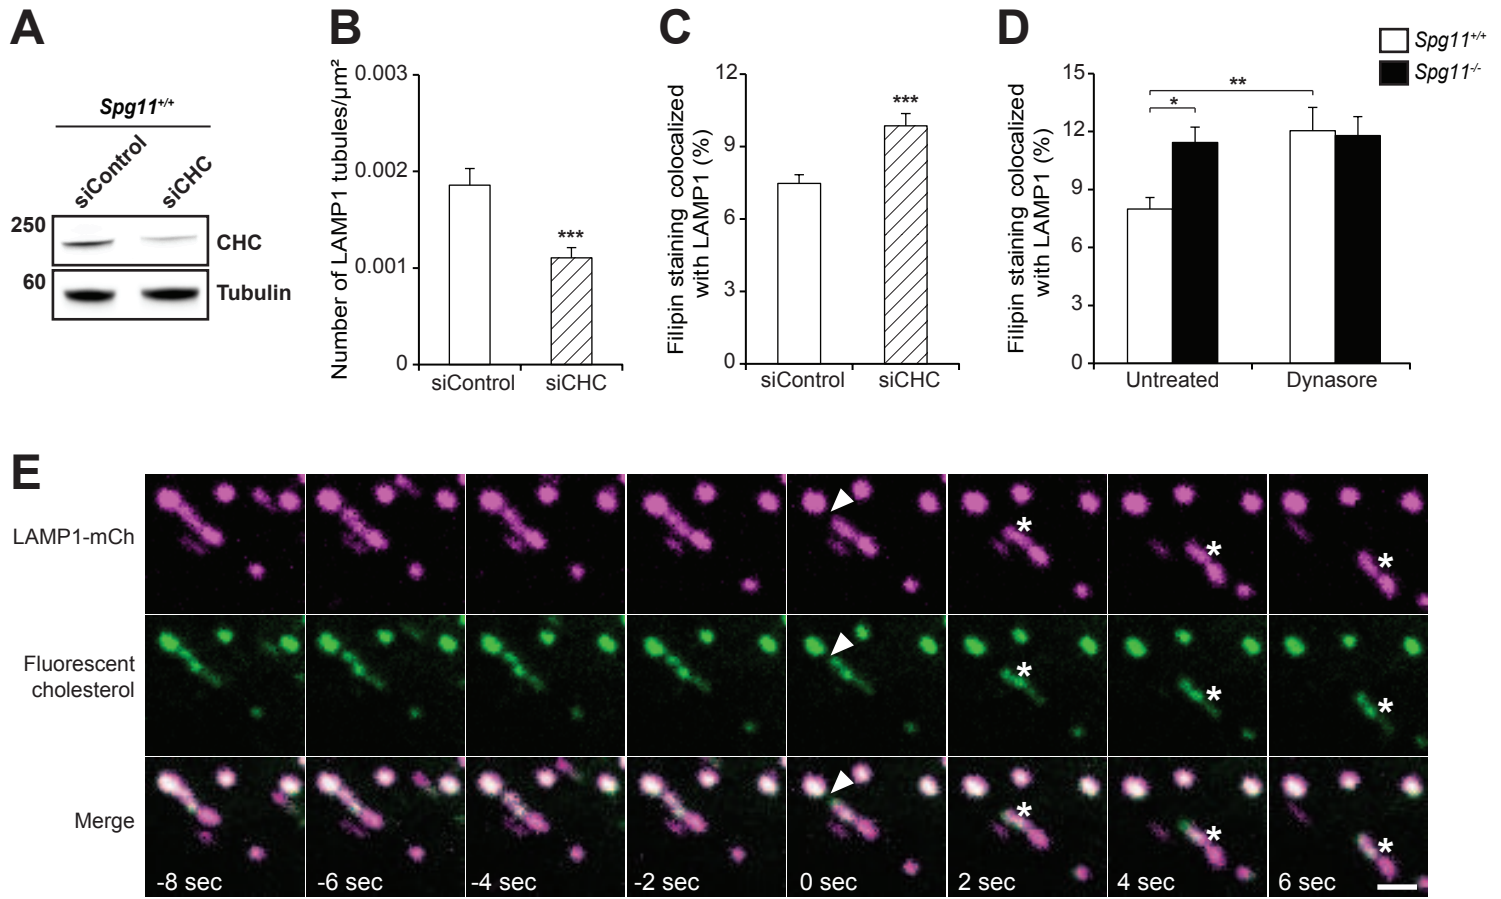 A
Spg11+/+
siControl
siCHC
250
CHC
60
Tubulin
B
Number of LAMP1 tubules/µm²
0.003
0.002
0.001
0
***
siControl
siCHC
C
Filipin staining colocalized
with LAMP1 (%)
12
9
6
3
0
***
siControl
siCHC
D
Spg11+/+
Spg11-/-
Filipin staining colocalized
with LAMP1 (%)
15
12
9
6
3
0
**
*
Untreated
Dynasore
E
LAMP1-mCh
* * * *
Fluorescent
cholesterol
* * * *
Merge
* * * *
-8 sec
-6 sec
-4 sec
-2 sec
0 sec
2 sec
4 sec
6 sec